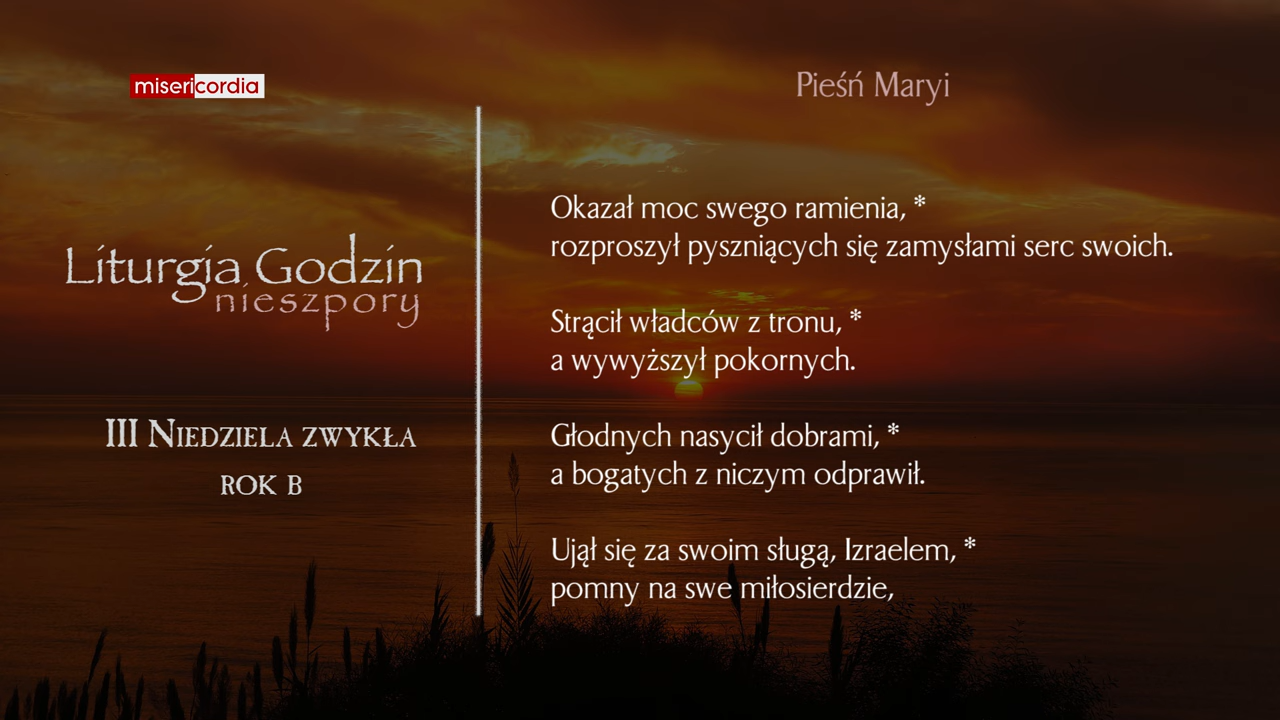 misericordia
Liturgia Godzin
nieszpory
III Niedziela zwykła
rok B
Pieśń Maryi
Okazał moc swego ramienia, *
rozproszył pyszniących się zamysłami serc swoich.
Strącił władców z tronu, *
a wywyższył pokornych.
Głodnych nasycił dobrami, *
a bogatych z niczym odprawił.
Ujął się za swoim sługą, Izraelem, *
pomny na swe miłosierdzie,